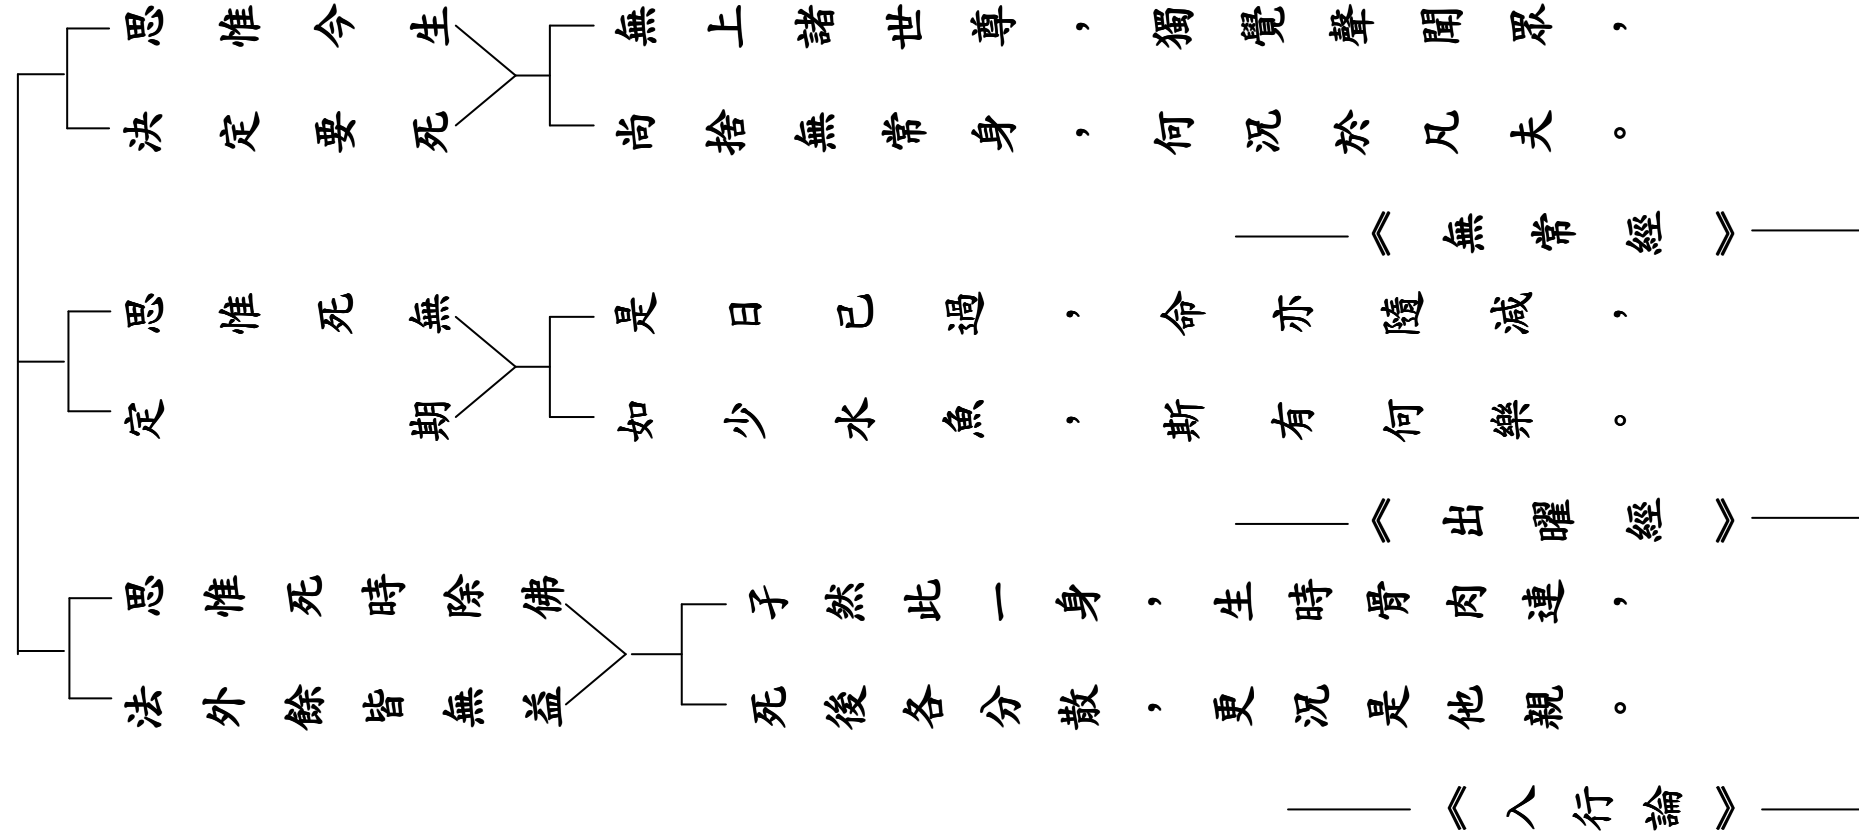 思惟今生
決定要死
無上諸世尊，獨覺聲聞眾，
尚捨無常身，何況於凡夫。
——《無常經》——
思惟死無
定期
是日己過，命亦隨減，
如少水魚，斯有何樂。
——《出曜經》——
思惟死時除佛
法外餘皆無益
孑然此一身，生時骨肉連，
死後各分散，更況是他親。
——《入行論》——